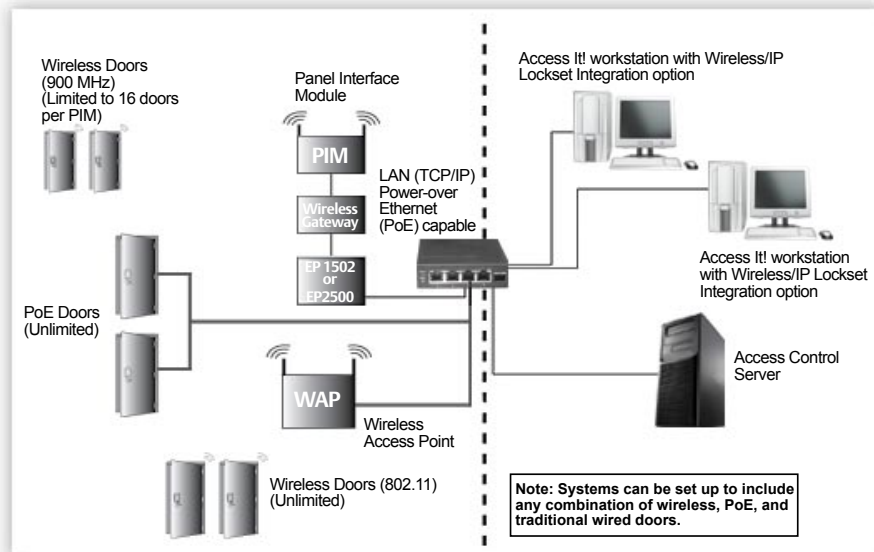 Wireless Doors
(900 MHz)
(Limited to 16 doors
per PIM)
Panel Interface
Module
PIM
Wireless
Gateway
EP 1502
or
EP2500
LAN (TCP/IP)
Power-over
Ethernet
(PoE) capable
Access It! workstation with Wireless/IP
Lockset Integration option
Access It! workstation
with Wireless/IP Lockset
Integration option
PoE Doors
(Unlimited)
WAP
Wireless
Access Point
Access Control
Server
Wireless Doors (802.11)
(Unlimited)
Note: Systems can be set up to include
any combination of wireless, PoE, and
traditional wired doors.